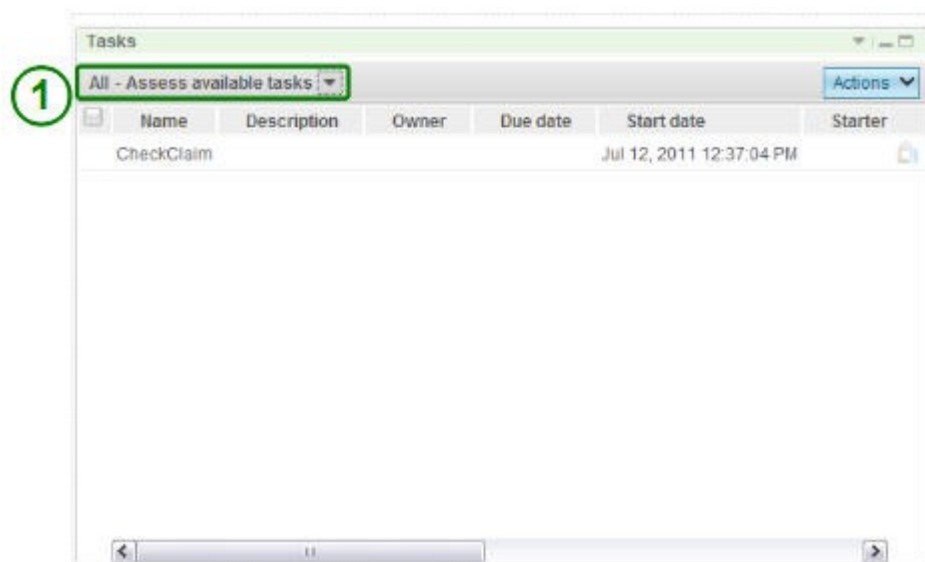 Tasks
1
All - Assess available tasks
Actions
Name Description Owner Due date Start date Starter
CheckClaim Jul 12, 2011 12:37:04 PM